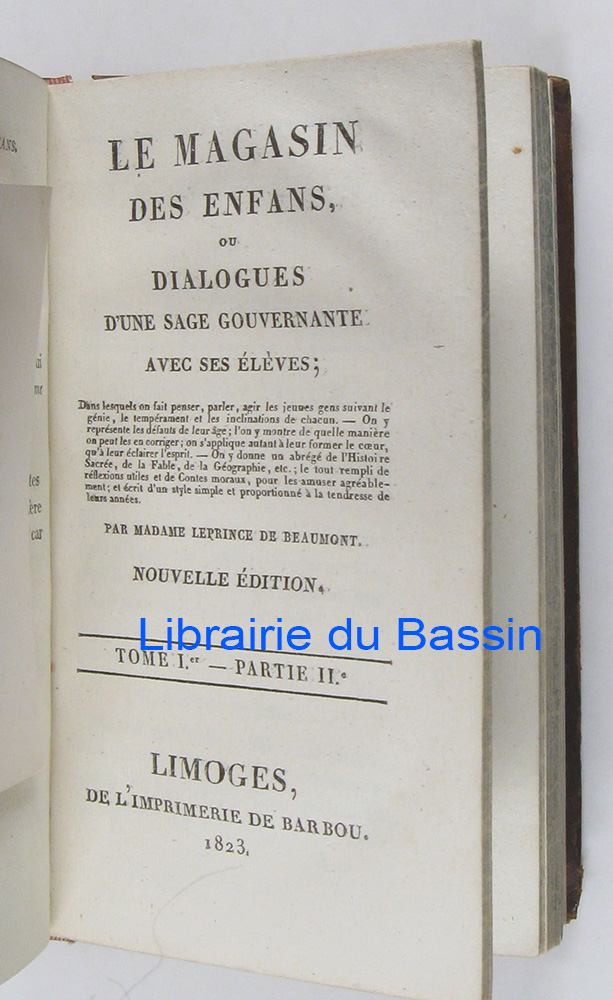 LE MAGASIN
DES ENFANS,
OU
DIALOGUES
D'UNE SAGE GOUVERNANTE
AVEC SES ÉLÈVES;
Dans lesquels on fait penser, parler, agir les jeunes gens suivant le
génie, le tempérament et les inclinations de chacun. — On y
représente les défauts de leur âge; l'on y montre de quelle manière
on peut les en corriger; on s'applique autant à leur former le cœur,
qu'à leur éclairer l'esprit. — On y donne un abrégé de l'Histoire
Sacrée, de la Fable, de la Géographie, etc.; le tout rempli de
réflexions utiles et de Contes moraux, pour les amuser agréable-
ment; et écrit d'un style simple et proportionné à la tendresse de
leurs années.
PAR MADAME LEPRINCE DE BEAUMONT.
NOUVELLE ÉDITION.
Librairie du Bassin
TOME I.er — PARTIE II.e
LIMOGES,
DE L'IMPRIMERIE DE BARBOU.
1823.
car